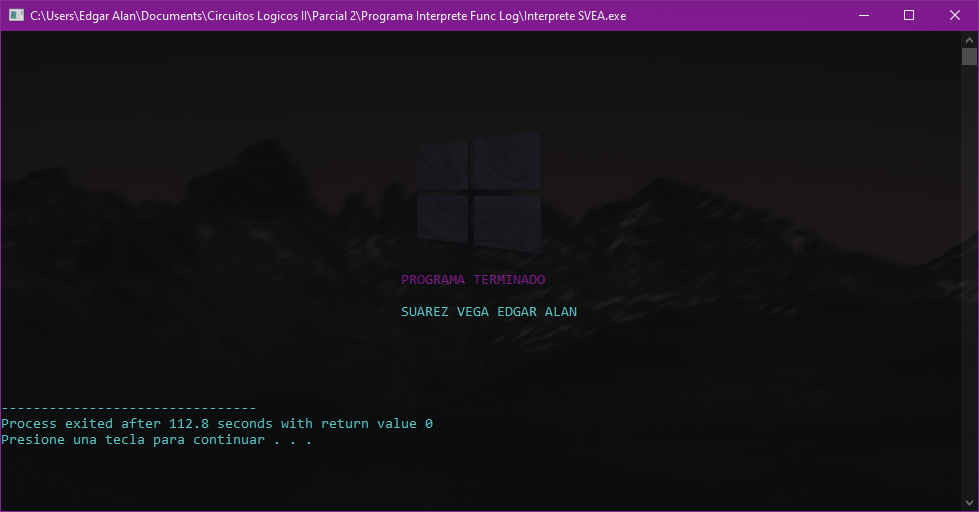 C:\Users\Edgar Alan\Documents\Circuitos Logicos II\Parcial 2\Programa Interprete Func Log\Interprete SVEA.exe
PROGRAMA TERMINADO
SUAREZ VEGA EDGAR ALAN
--------------------------------
Process exited after 112.8 seconds with return value 0
Presione una tecla para continuar . . .